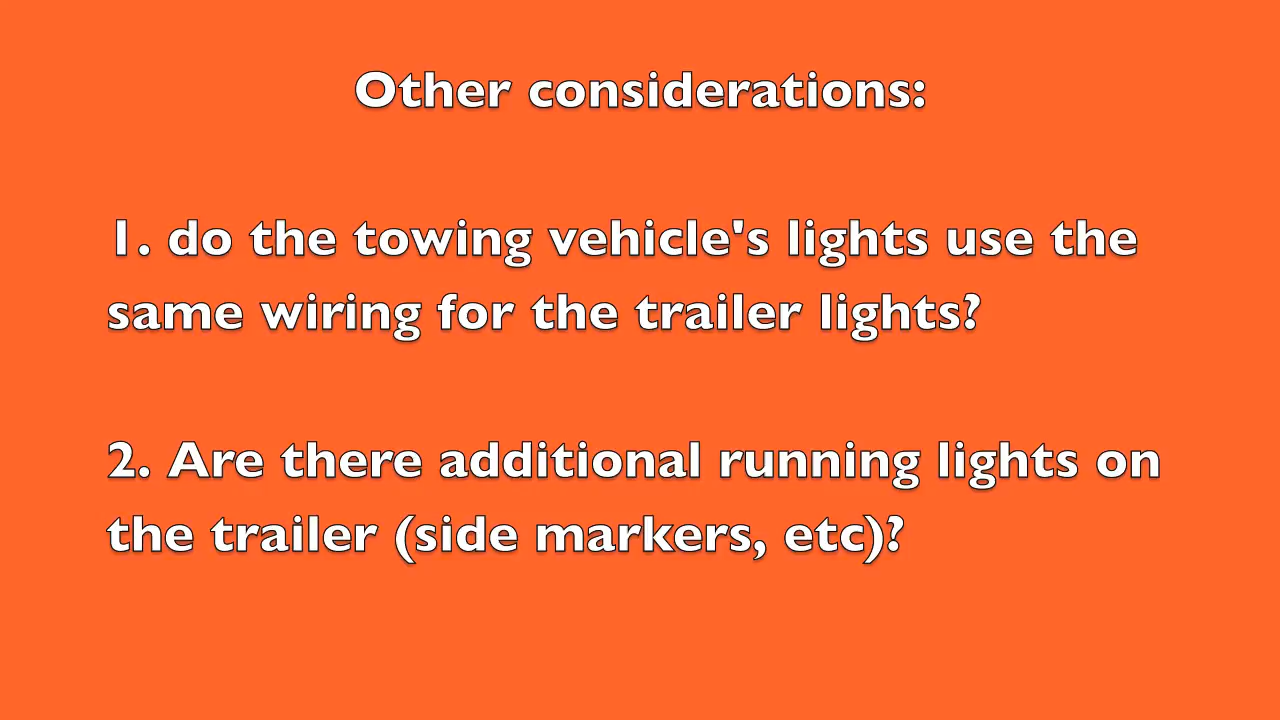 Other considerations:
1. do the towing vehicle's lights use the
same wiring for the trailer lights?
2. Are there additional running lights on
the trailer (side markers, etc)?